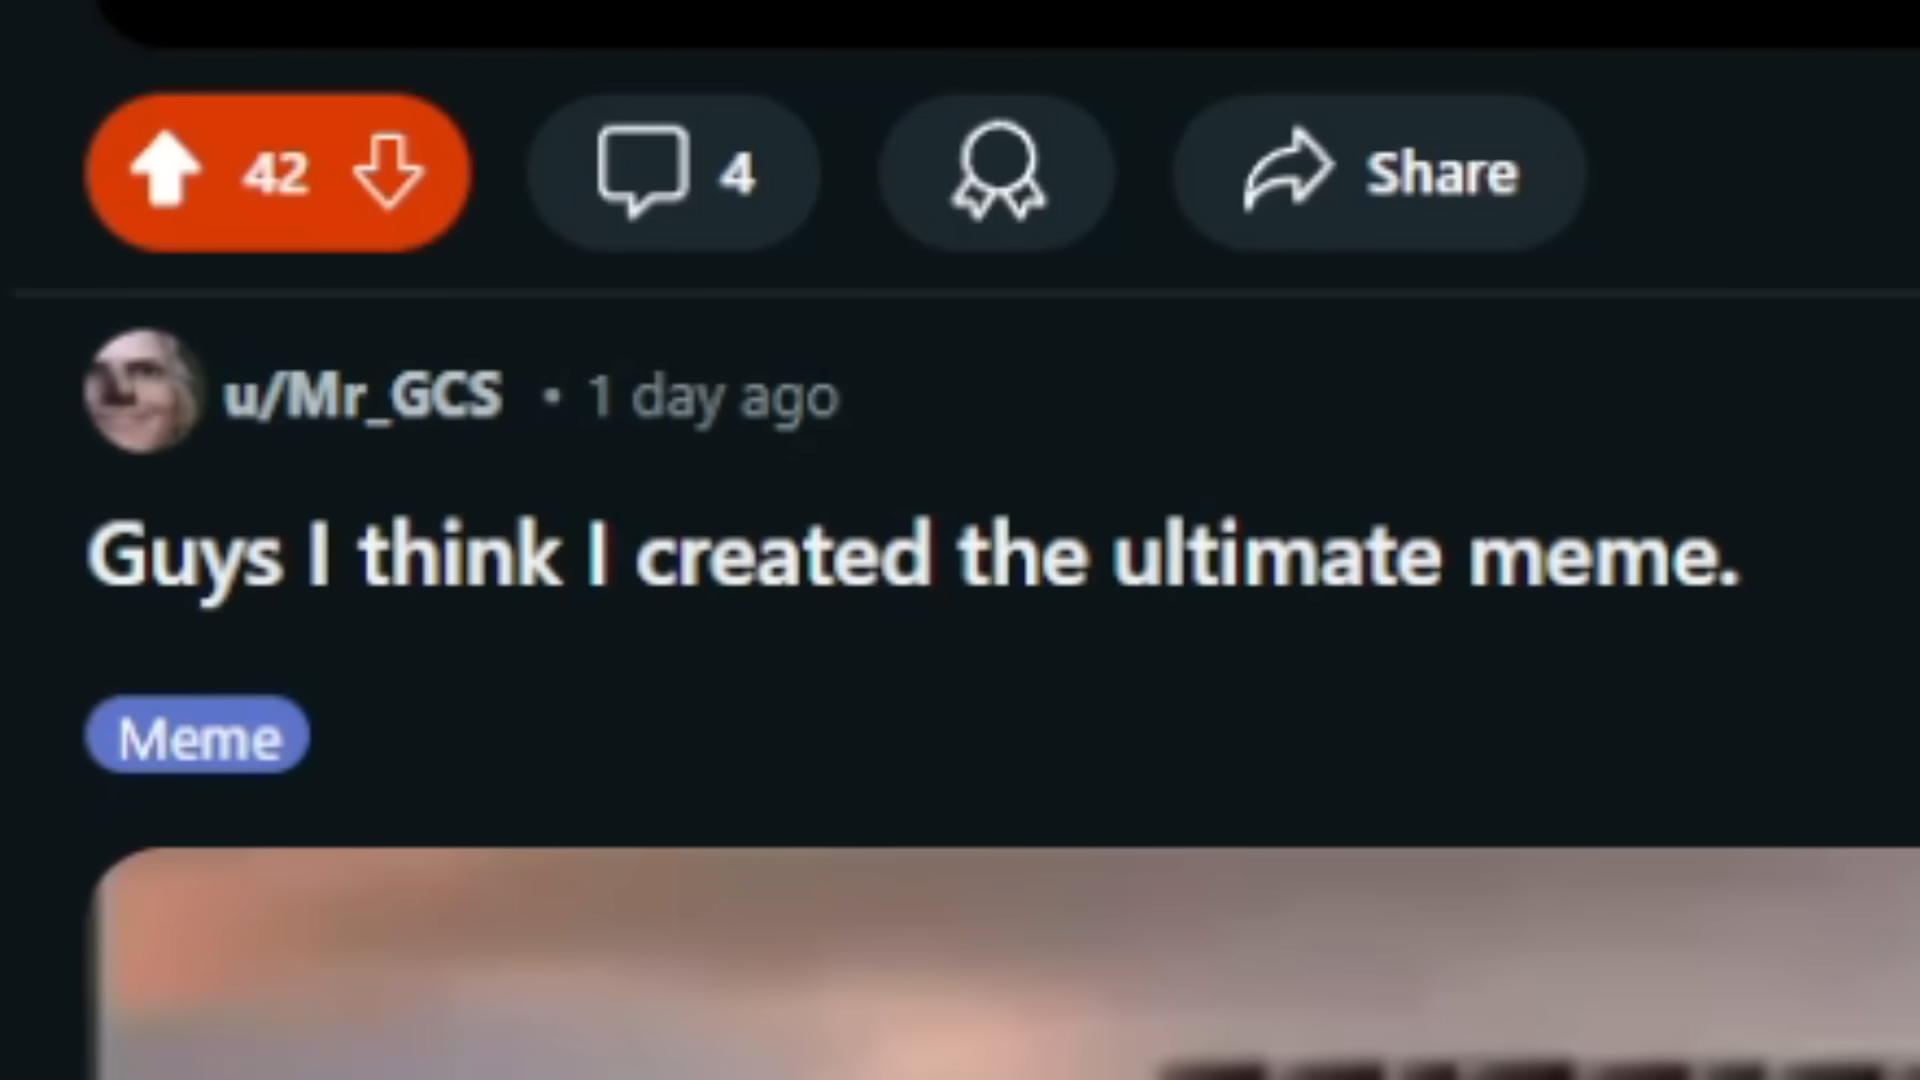 42 4 Share
u/Mr_GCS • 1 day ago
Guys I think I created the ultimate meme.
Meme